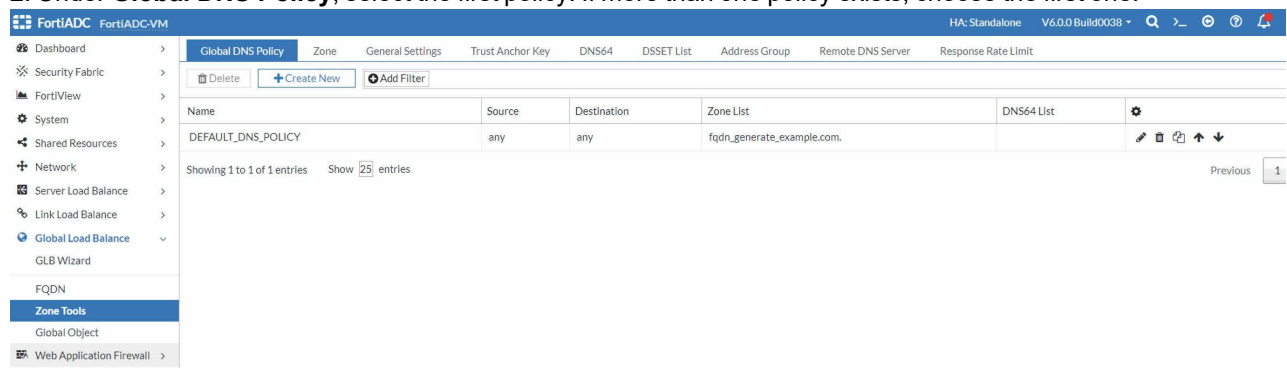 2. Under Global DNS Policy, select the first policy. If more than one policy exists, choose the first one.
FortiADC FortiADC-VM HA: Standalone V6.0.0 Build0038
Dashboard
Security Fabric
FortiView
System
Shared Resources
Network
Server Load Balance
Link Load Balance
Global Load Balance
GLB Wizard
FQDN
Zone Tools
Global Object
Web Application Firewall
Global DNS Policy Zone General Settings Trust Anchor Key DNS64 DSSET List Address Group Remote DNS Server Response Rate Limit
Delete +Create New Add Filter
Name Source Destination Zone List DNS64 List
DEFAULT_DNS_POLICY any any fqdn_generate_example.com.
Showing 1 to 1 of 1 entries Show 25 entries Previous 1